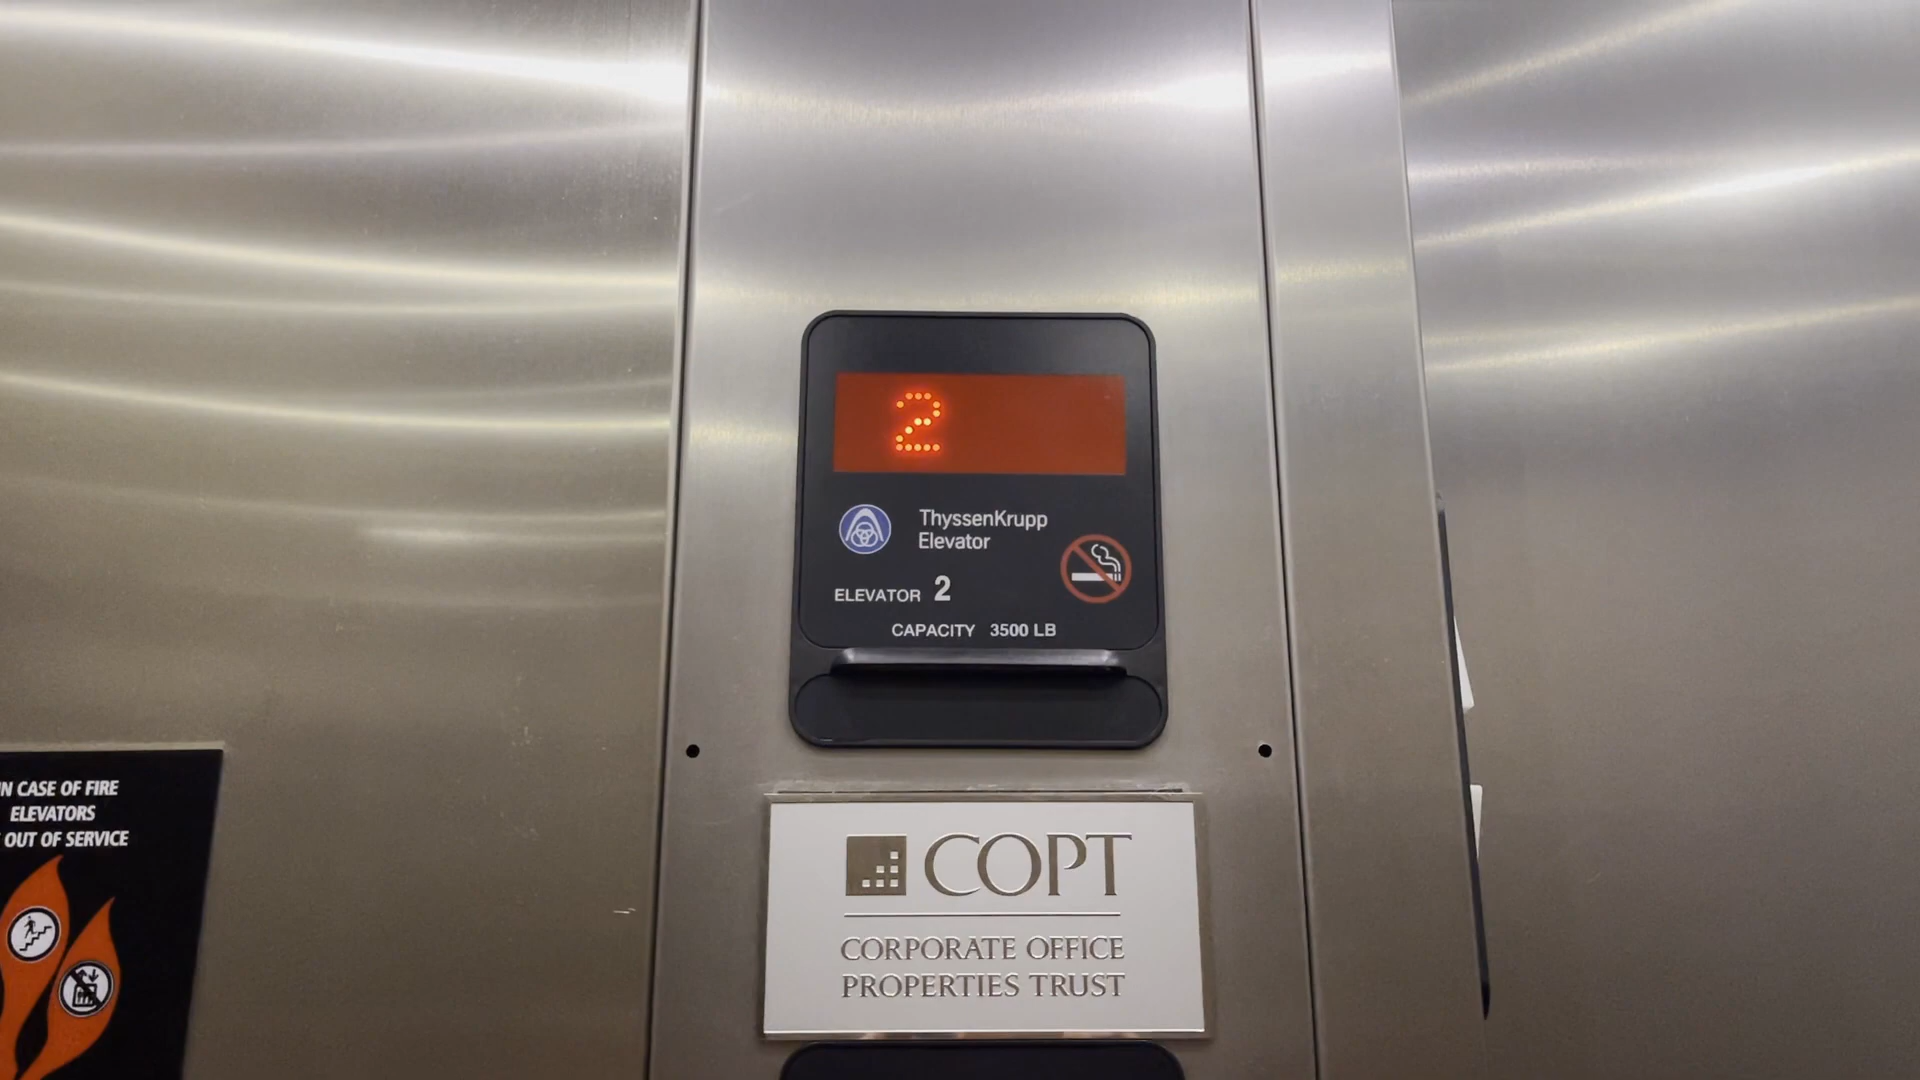 2
ThyssenKrupp
Elevator
ELEVATOR 2
CAPACITY 3500 LB
IN CASE OF FIRE
ELEVATORS
OUT OF SERVICE
COPT
CORPORATE OFFICE
PROPERTIES TRUST